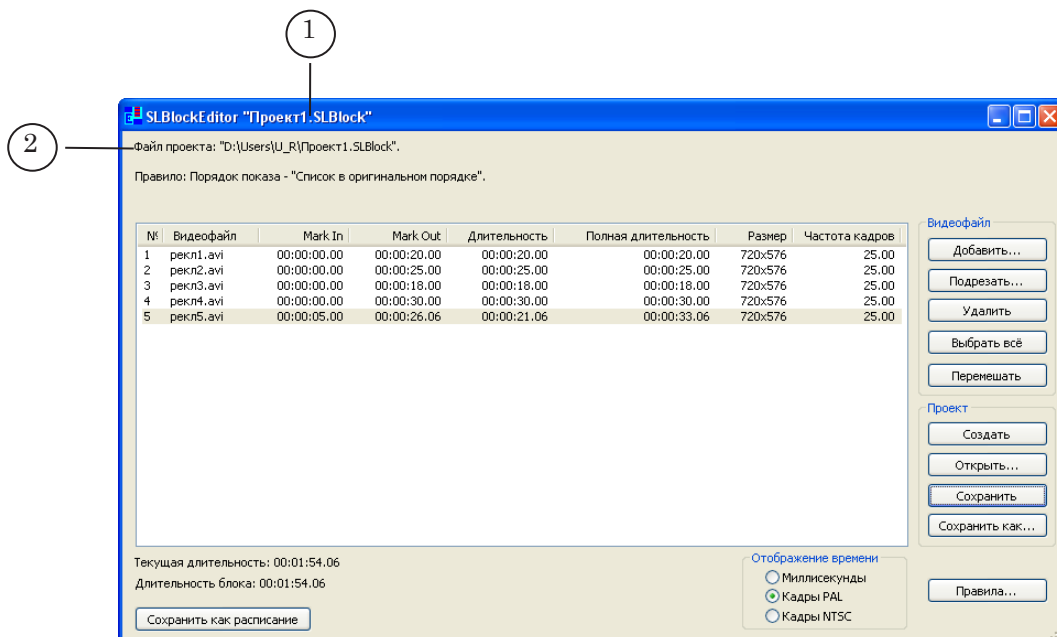 1
SLBlockEditor "Проект1.SLBlock"
2
Файл проекта: "D:\Users\U_R\Проект1.SLBlock".
Правило: Порядок показа - "Список в оригинальном порядке".
Видеофайл
№ Видеофайл Mark In Mark Out Длительность Полная длительность Размер Частота кадров
1 рекл1.avi 00:00:00.00 00:00:20.00 00:00:20.00 00:00:20.00 720x576 25.00
2 рекл2.avi 00:00:00.00 00:00:25.00 00:00:25.00 00:00:25.00 720x576 25.00
3 рекл3.avi 00:00:00.00 00:00:18.00 00:00:18.00 00:00:18.00 720x576 25.00
4 рекл4.avi 00:00:00.00 00:00:30.00 00:00:30.00 00:00:30.00 720x576 25.00
5 рекл5.avi 00:00:05.00 00:00:26.06 00:00:21.06 00:00:33.06 720x576 25.00
Добавить...
Подрезать...
Удалить
Выбрать всё
Перемешать
Проект
Создать
Открыть...
Сохранить
Сохранить как...
Текущая длительность: 00:01:54.06
Длительность блока: 00:01:54.06
Сохранить как расписание
Отображение времени
Миллисекунды
Кадры PAL
Кадры NTSC
Правила...